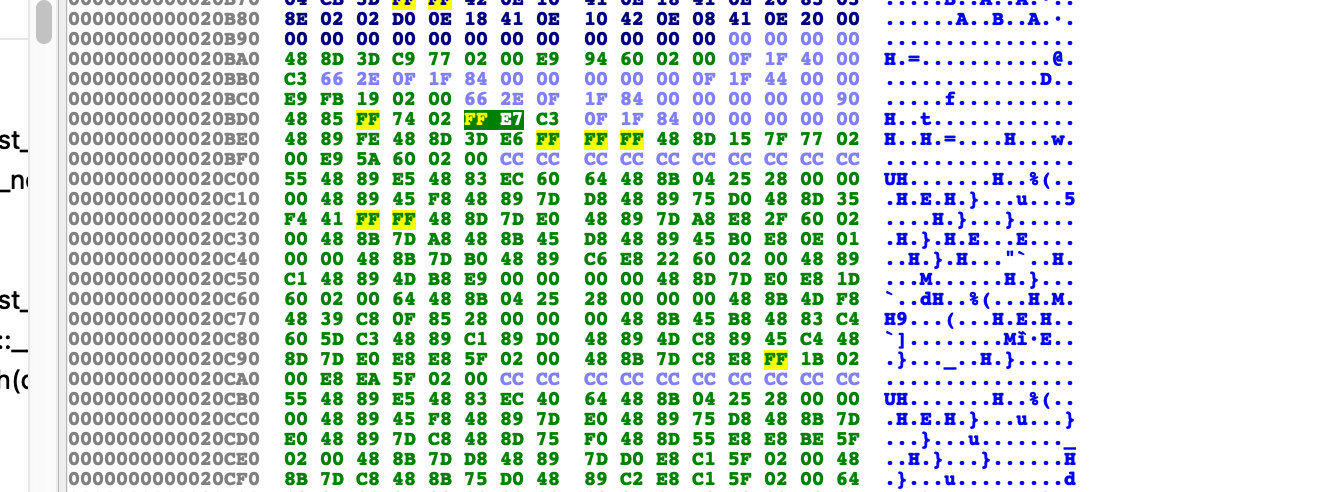 8E 02 02 D0 0E 18 41 0E 10 42 0E 08 41 0E 20 00
0000000000020B80 8E 02 02 D0 0E 18 41 0E 10 42 0E 08 41 0E 20 00 ......A..B..A.·.
0000000000020B90 00 00 00 00 00 00 00 00 00 00 00 00 00 00 00 00 ................
0000000000020BA0 48 8D 3D C9 77 02 00 E9 94 60 02 00 0F 1F 40 00 H.=...........@.
0000000000020BB0 C3 66 2E 0F 1F 84 00 00 00 00 00 0F 1F 44 00 00 .............D..
0000000000020BC0 E9 FB 19 02 00 66 2E 0F 1F 84 00 00 00 00 00 90 .....f..........
0000000000020BD0 48 85 FF 74 02 FF E7 C3 0F 1F 84 00 00 00 00 00 H..t............
st_ 0000000000020BE0 48 89 FE 48 8D 3D E6 FF FF FF 48 8D 15 7F 77 02 H..H.=....H...w.
0000000000020BF0 00 E9 5A 60 02 00 CC CC CC CC CC CC CC CC CC CC ................
0000000000020C00 55 48 89 E5 48 83 EC 60 64 48 8B 04 25 28 00 00 UH.......H..%(..
0000000000020C10 00 48 89 45 F8 48 89 7D D8 48 89 75 D0 48 8D 35 .H.E.H.}...u...5
0000000000020C20 F4 41 FF FF 48 8D 7D E0 48 89 7D A8 E8 2F 60 02 ....H.}...}.....
0000000000020C30 00 48 8B 7D A8 48 8B 45 D8 48 89 45 B0 E8 0E 01 .H.}.H.E...E....
0000000000020C40 00 00 48 8B 7D B0 48 89 C6 E8 22 60 02 00 48 89 ..H.}.H..."`..H.
0000000000020C50 C1 48 89 4D B8 E9 00 00 00 00 48 8D 7D E0 E8 1D ...M......H.}...
st_ 0000000000020C60 60 02 00 64 48 8B 04 25 28 00 00 00 48 8B 4D F8 `..dH..%(...H.M.
0000000000020C70 48 39 C8 0F 85 28 00 00 00 48 8B 45 B8 48 83 C4 H9...(...H.E.H..
::_ 0000000000020C80 60 5D C3 48 89 C1 89 D0 48 89 4D C8 89 45 C4 48 `].........Mì·E..
0000000000020C90 8D 7D E0 E8 E8 5F 02 00 48 8B 7D C8 E8 FF 1B 02 .}..._..H.}.....
0000000000020CA0 00 E8 EA 5F 02 00 CC CC CC CC CC CC CC CC CC CC ................
0000000000020CB0 55 48 89 E5 48 83 EC 40 64 48 8B 04 25 28 00 00 UH.......H..%(..
0000000000020CC0 00 48 89 45 F8 48 89 7D E0 48 89 75 D8 48 8B 7D .H.E.H.}...u...}
0000000000020CD0 E0 48 89 7D C8 48 8D 75 F0 48 8D 55 E8 E8 BE 5F ...}...u......._
0000000000020CE0 02 00 48 8B 7D D8 48 89 7D D0 E8 C1 5F 02 00 48 ..H.}...}......H
0000000000020CF0 8B 7D C8 48 8B 75 D0 48 89 C2 E8 C1 5F 02 00 64 .}...u.........d